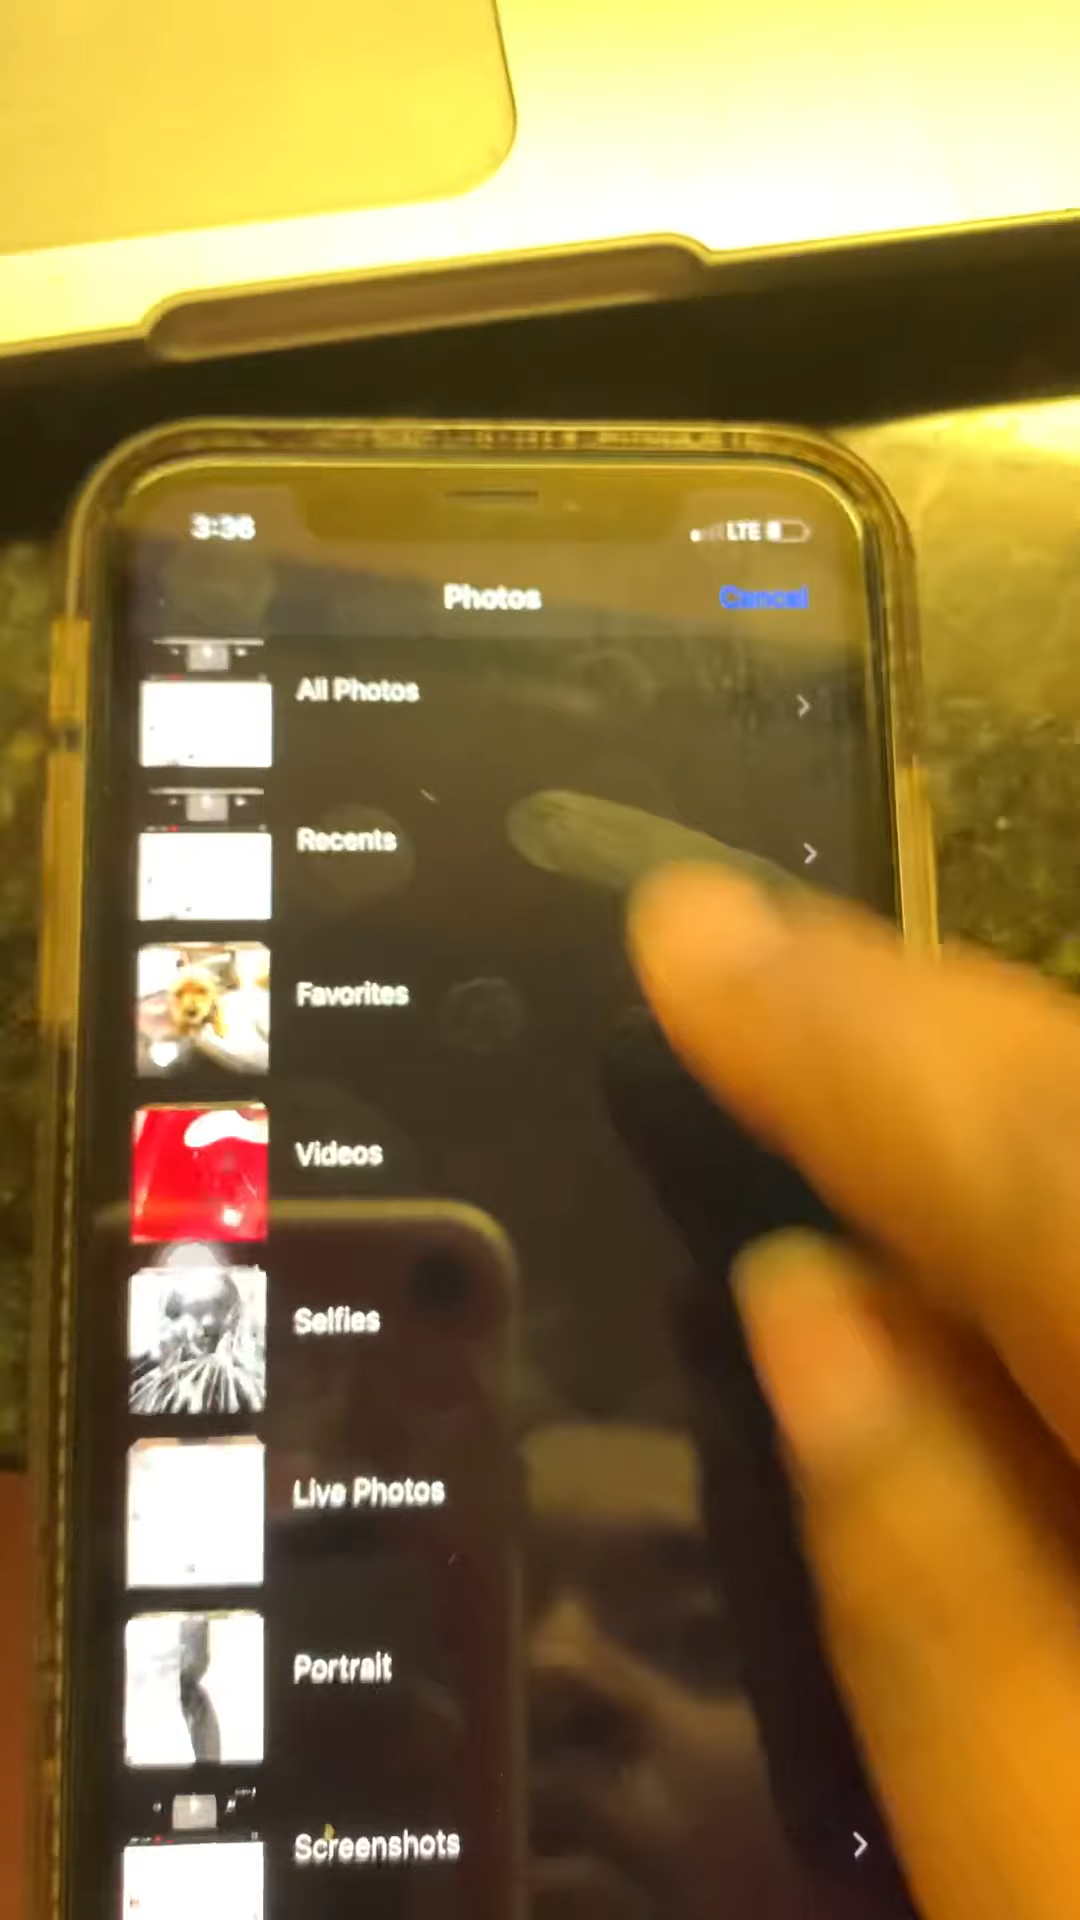 3:36
LTE
Photos
Cancel
All Photos
Recents
Favorites
Videos
Selfies
Live Photos
Portrait
Screenshots